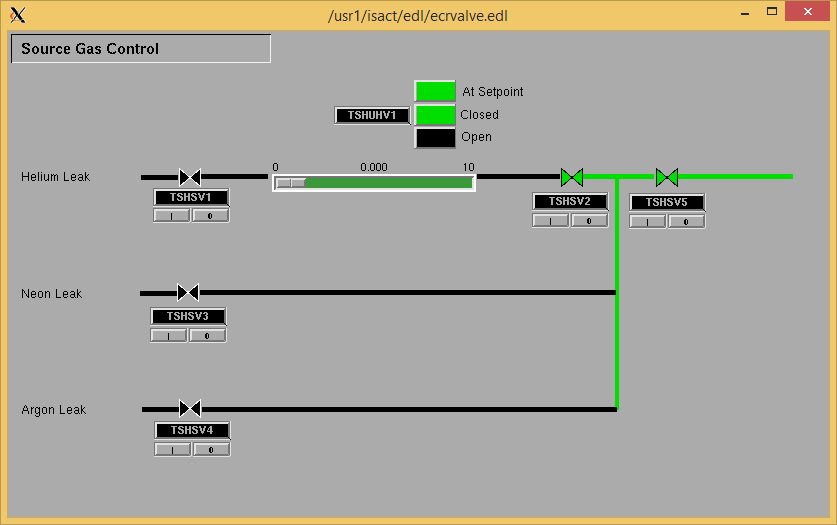 /usr1/isact/edl/ecrvalve.edl
Source Gas Control
At Setpoint
TSHUHV1 Closed
Open
Helium Leak 0 0.000 10
TSHSV1 TSHSV2 TSHSV5
| 0 | 0 | 0
Neon Leak
TSHSV3
| 0
Argon Leak
TSHSV4
| 0